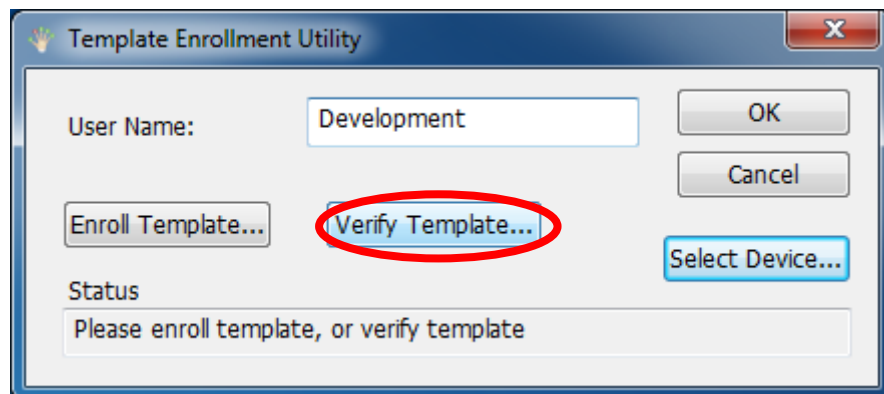 Template Enrollment Utility
User Name:
Development
OK
Cancel
Enroll Template...
Verify Template...
Select Device...
Status
Please enroll template, or verify template